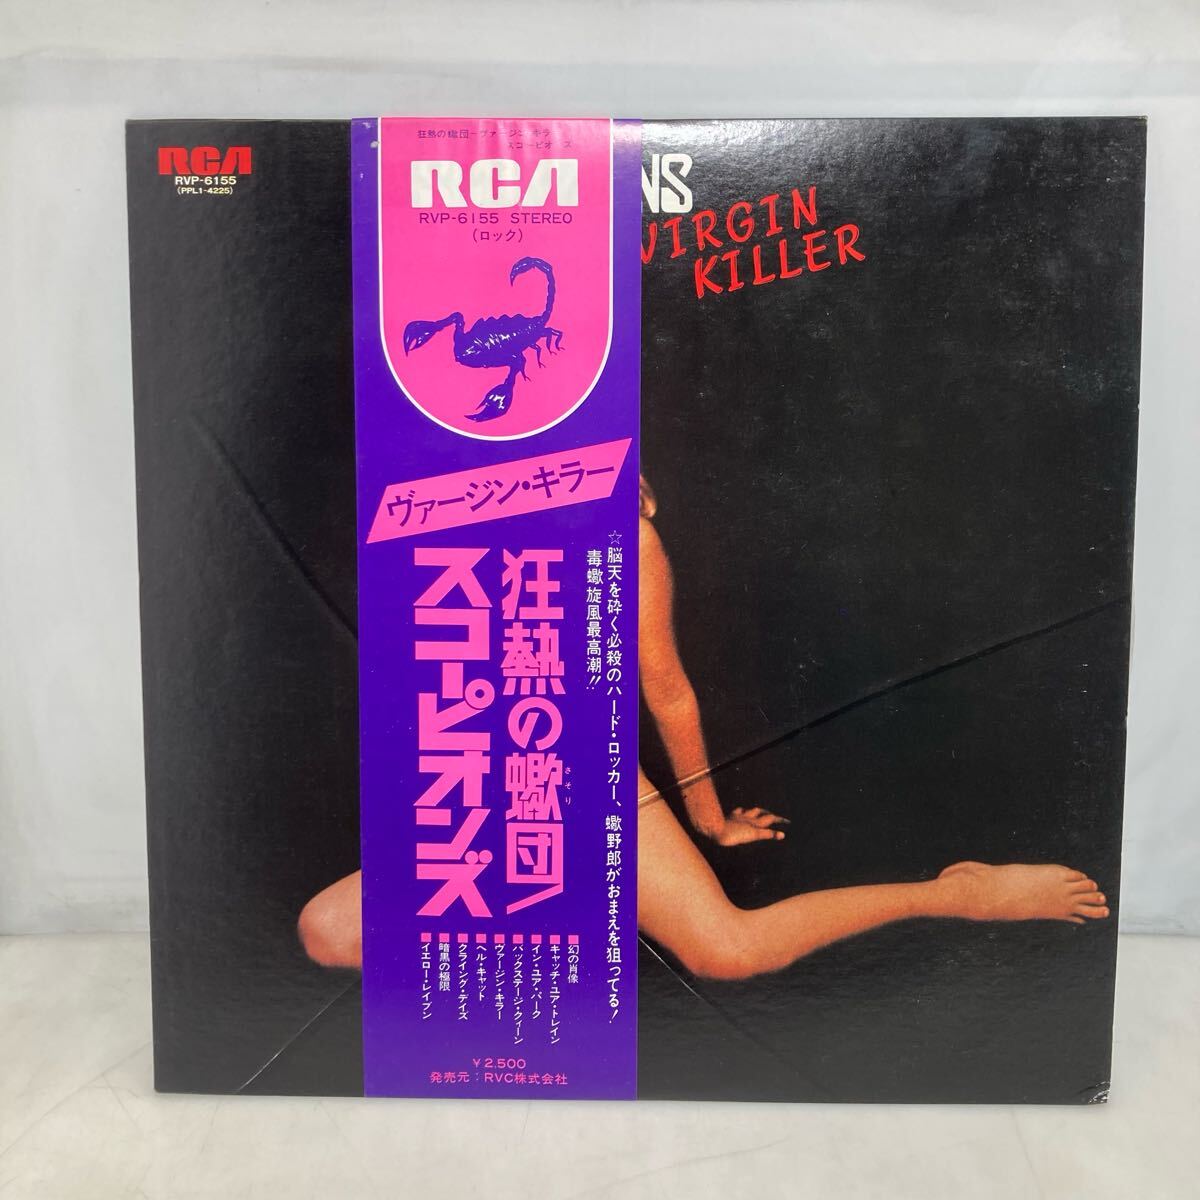 RCA
RVP-6155
(PPL1-4225)
狂熱の蠍団~ヴァージン・キラ
スコーピオ ズ
RCA
RVP-6155 STEREO
(ロック)
NS
VIRGIN
KILLER
ヴァージン・キラー
狂熱の蠍団
さそり
スコーピオンズ
☆脳天を砕く必殺のハード・ロッカー、蠍野郎がおまえを狙ってる!
毒蠍旋風最高潮!!
■幻の肖像
■キャッチ・ユア・トレイン
■イン・ユア・パーク
■バックステージ・クィーン
■ヴァージン・キラー
■ヘル・キャット
■クライング・デイズ
■暗黒の極限
■イエロー・レイブン
¥2,500
発売元:RVC株式会社